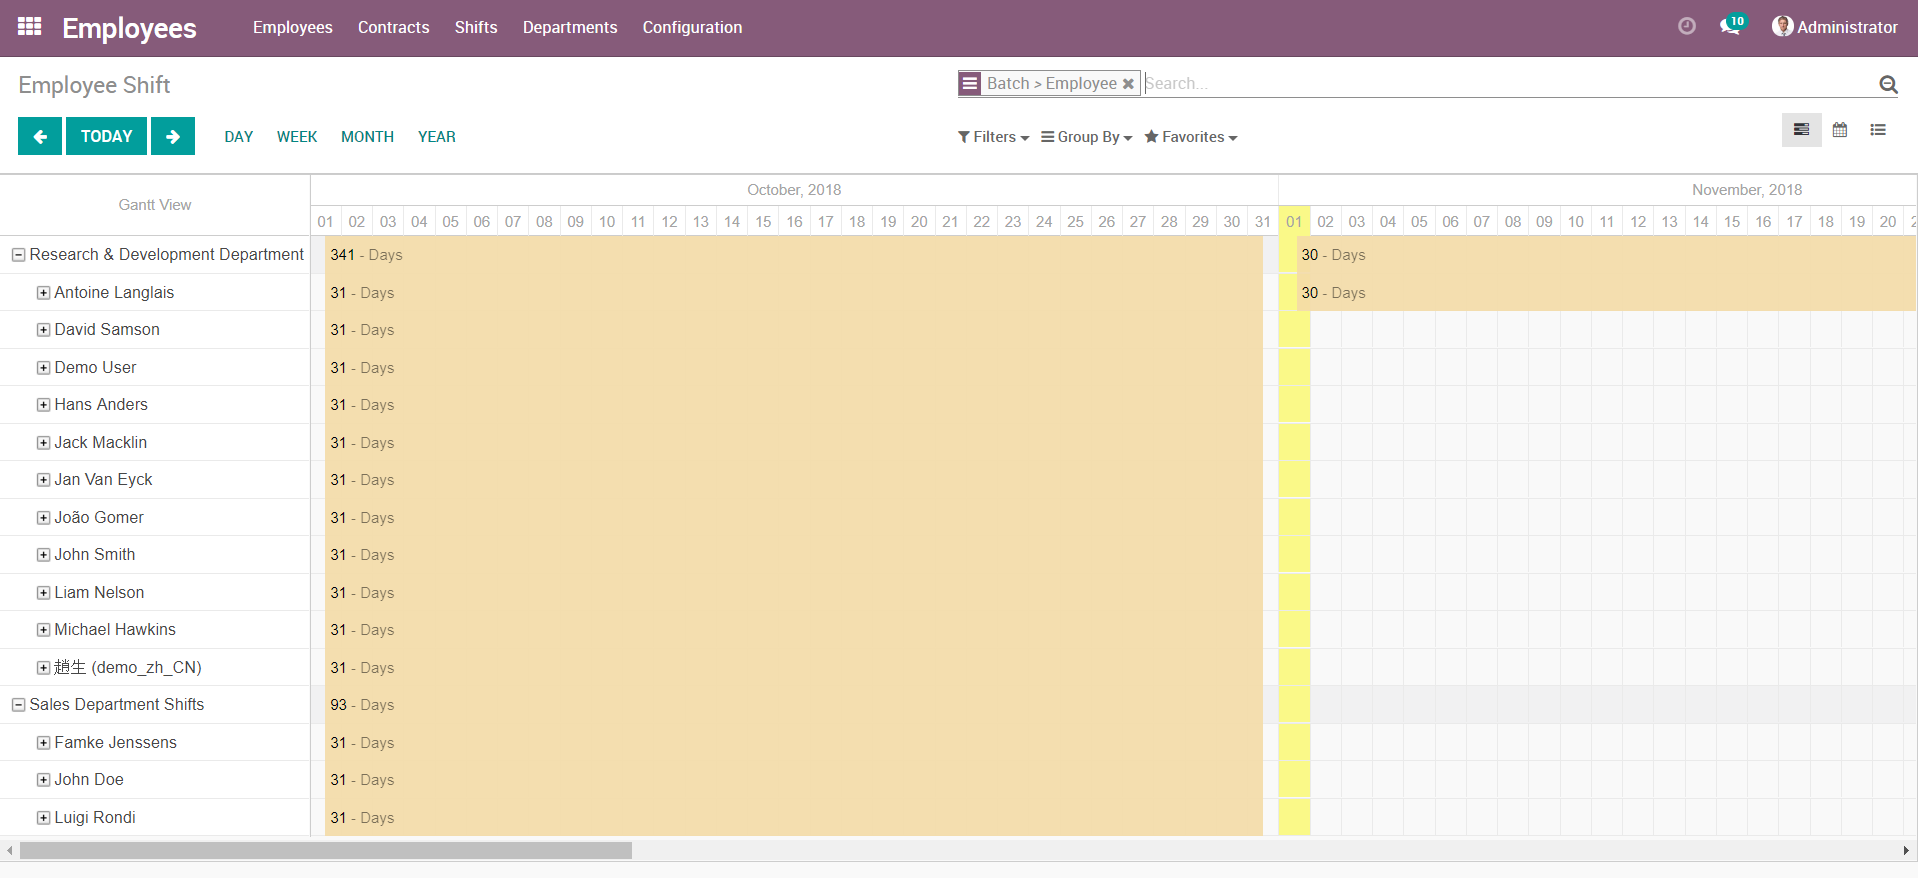 Employees Employees Contracts Shifts Departments Configuration 10 Administrator
Employee Shift Batch > Employee Search...
TODAY DAY WEEK MONTH YEAR Filters Group By Favorites
Gantt View October, 2018 November, 2018
01 02 03 04 05 06 07 08 09 10 11 12 13 14 15 16 17 18 19 20 21 22 23 24 25 26 27 28 29 30 31 01 02 03 04 05 06 07 08 09 10 11 12 13 14 15 16 17 18 19 20
Research & Development Department 341 - Days 30 - Days
Antoine Langlais 31 - Days 30 - Days
David Samson 31 - Days
Demo User 31 - Days
Hans Anders 31 - Days
Jack Macklin 31 - Days
Jan Van Eyck 31 - Days
João Gomer 31 - Days
John Smith 31 - Days
Liam Nelson 31 - Days
Michael Hawkins 31 - Days
趙生 (demo_zh_CN) 31 - Days
Sales Department Shifts 93 - Days
Famke Jenssens 31 - Days
John Doe 31 - Days
Luigi Rondi 31 - Days